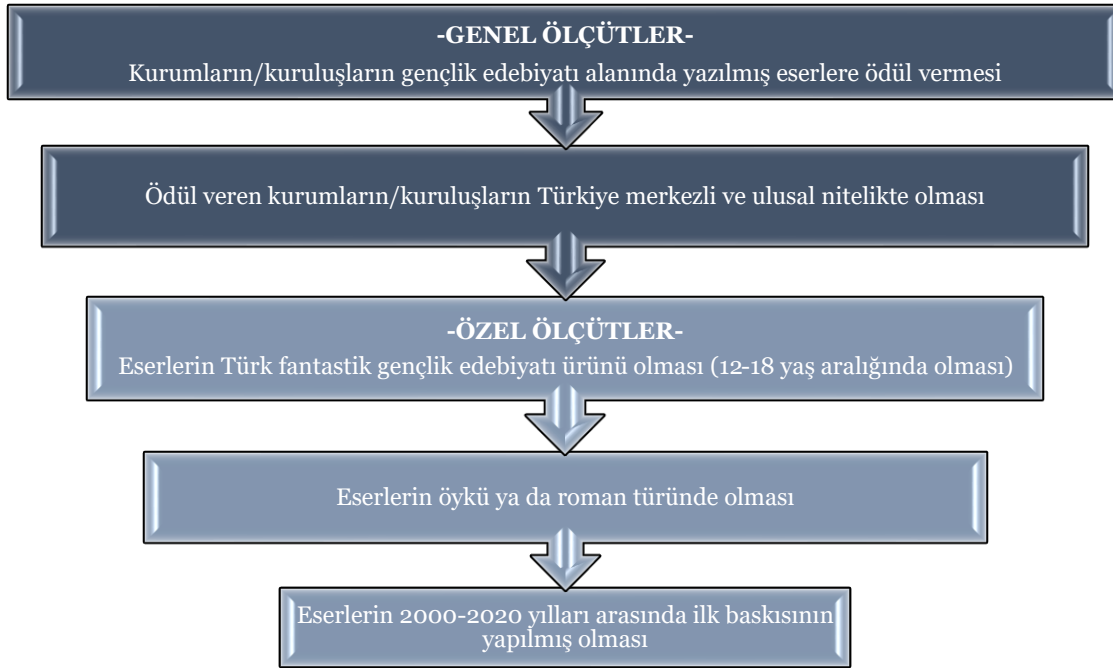 -GENEL ÖLÇÜTLER-
Kurumların/kuruluşların gençlik edebiyatı alanında yazılmış eserlere ödül vermesi
Ödül veren kurumların/kuruluşların Türkiye merkezli ve ulusal nitelikte olması
-ÖZEL ÖLÇÜTLER-
Eserlerin Türk fantastik gençlik edebiyatı ürünü olması (12-18 yaş aralığında olması)
Eserlerin öykü ya da roman türünde olması
Eserlerin 2000-2020 yılları arasında ilk baskısının
yapılmış olması